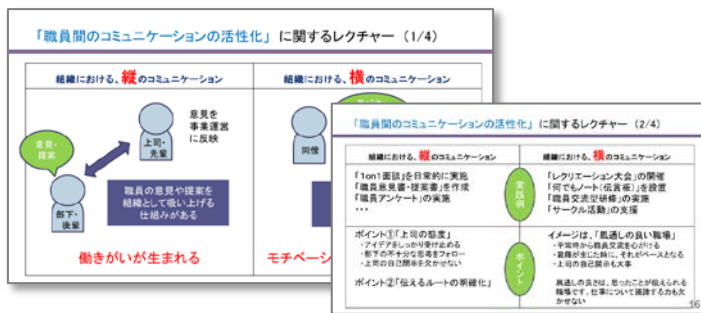 「職員間のコミュニケーションの活性化」に関するレクチャー（1/4）
組織における、縦のコミュニケーション
組織における、横のコミュニケーション
意見・
提案
上司・
先輩
意見を
事業運営
に反映
部下・
後輩
職員の意見や提案を
組織として吸い上げる
仕組みがある
働きがいが生まれる
同僚
モチベーシ
「職員間のコミュニケーションの活性化」に関するレクチャー（2/4）
組織における、縦のコミュニケーション
組織における、横のコミュニケーション
「1on1面談」を日常的に実施
「職員意見書・提案書」を作成
「職員アンケート」の実施
・・・
実践例
「レクリエーション大会」の開催
「何でもノート（伝言板）」を設置
「職員交流型研修」の実施
「サークル活動」の支援
ポイント①「上司の態度」
・アイデアをしっかり受け止める
・部下の不十分な思考をフォロー
・上司の自己開示を欠かせない
ポイント②「伝えるルートの明確化」
ポイント
イメージは、「風通しの良い職場」
・平常時から職員交流を心がける
・葛藤が生じた時に、それがベースとなる
・上司の自己開示も大事
風通しの良さは、思ったことが伝えられる
職場です。仕事について議論する力も欠
かせない
16